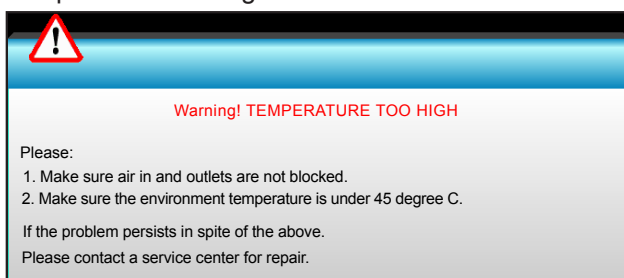 Warning! TEMPERATURE TOO HIGH
Please:
1. Make sure air in and outlets are not blocked.
2. Make sure the environment temperature is under 45 degree C.
If the problem persists in spite of the above.
Please contact a service center for repair.